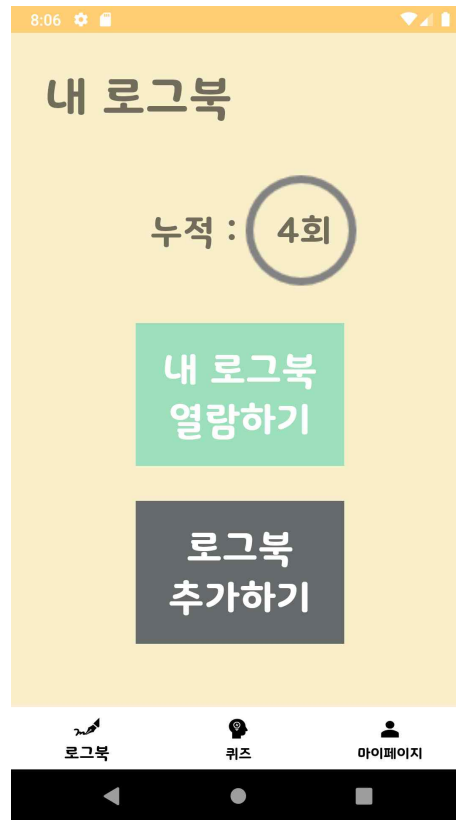 8:06
내 로그북
누적 : 4회
내 로그북
열람하기
로그북
추가하기
로그북 퀴즈 마이페이지